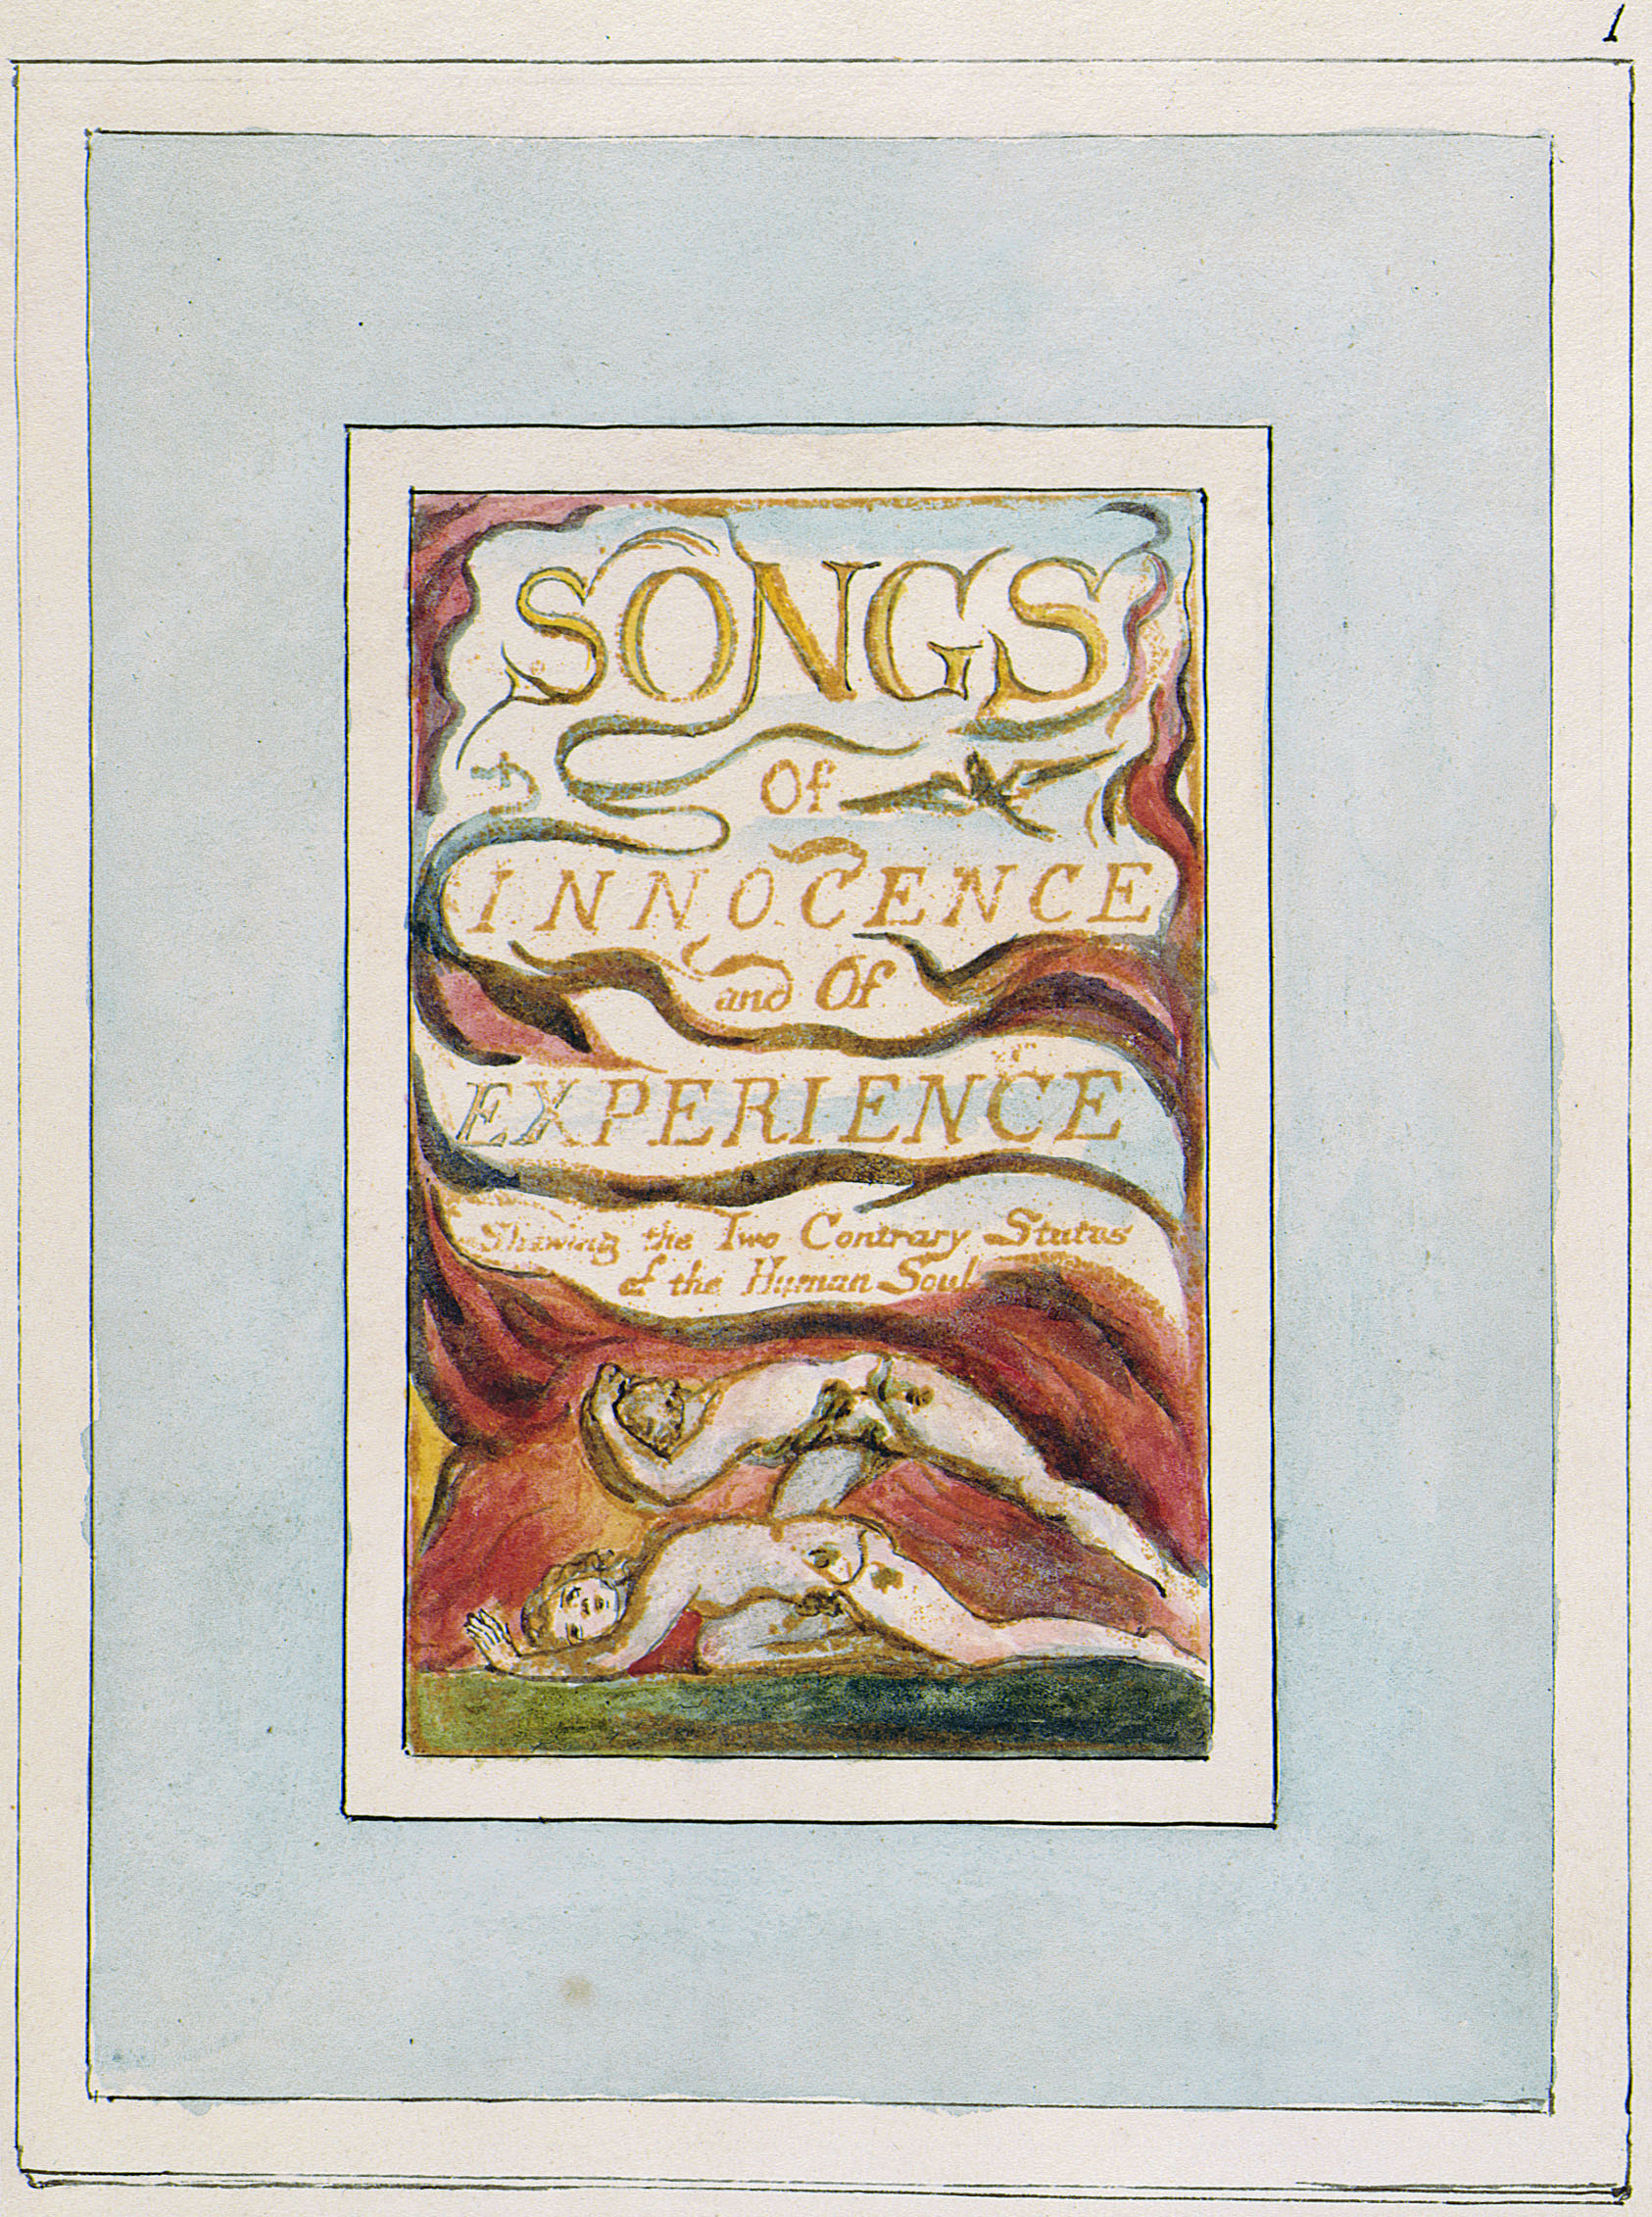 1
SONGS
Of
INNOCENCE
and Of
EXPERIENCE
Shewing the Two Contrary States
of the Human Soul